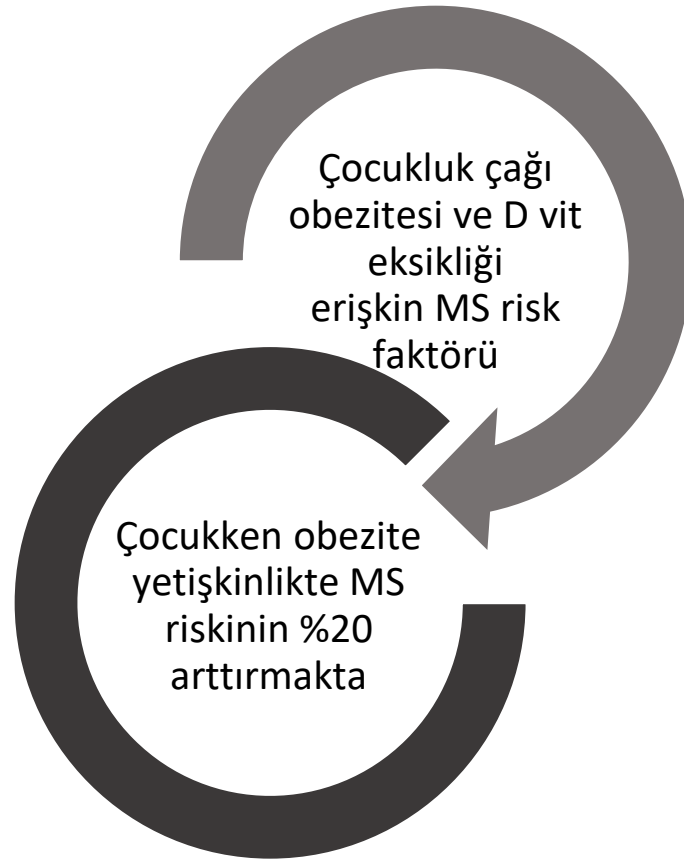 Çocukluk çağı
obezitesi ve D vit
eksikliği
erişkin MS risk
faktörü
Çocukken obezite
yetişkinlikte MS
riskinin %20
arttırmakta